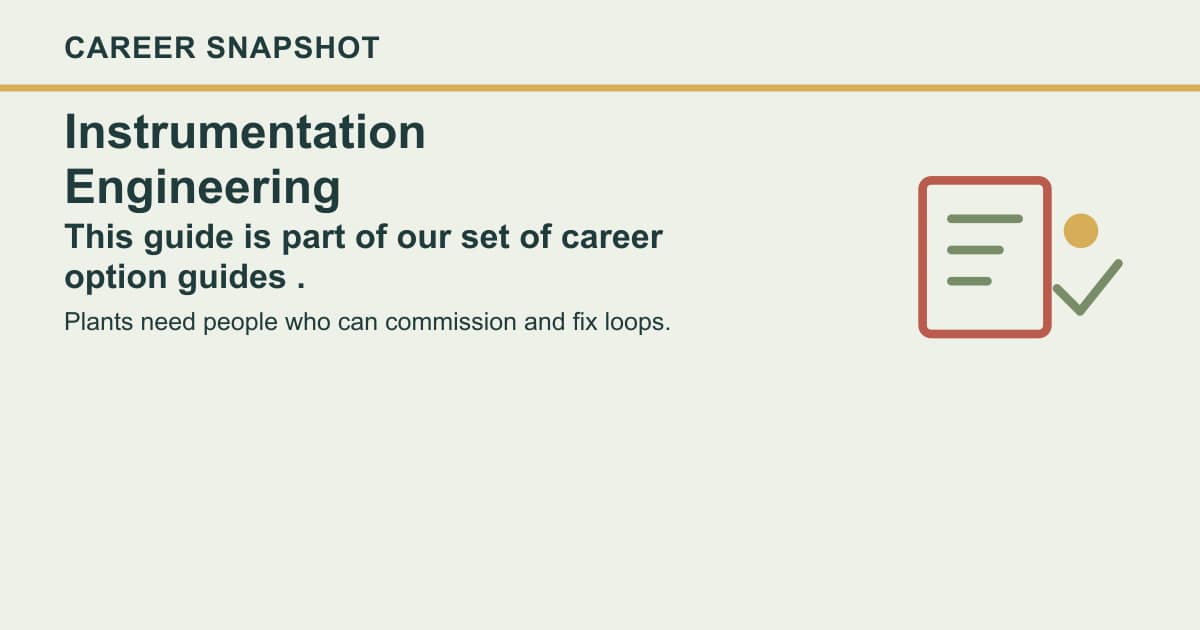 CAREER SNAPSHOT
Instrumentation
Engineering
This guide is part of our set of career
option guides .
Plants need people who can commission and fix loops.